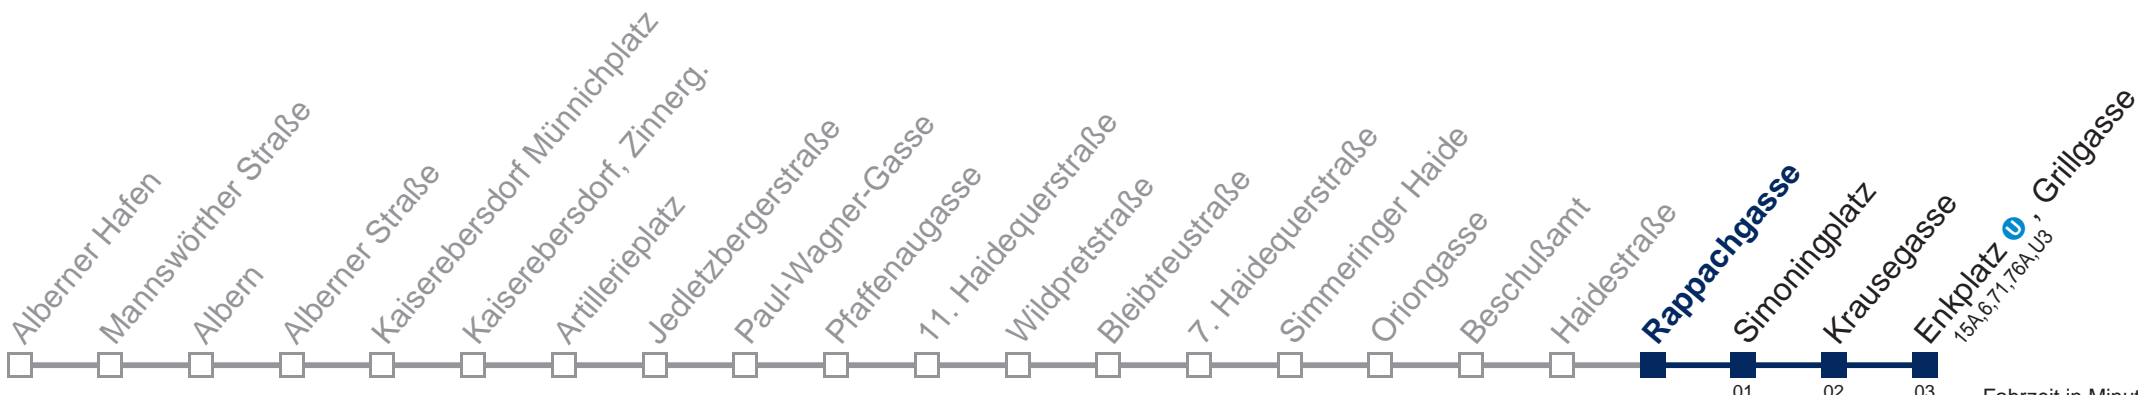 Alberner Hafen
Mannswörther Straße
Albern
Alberner Straße
Kaiserebersdorf Münnichplatz
Kaiserebersdorf, Zinnerg.
Artillerieplatz
Jedletzbergerstraße
Paul-Wagner-Gasse
Pfaffenaugasse
11. Haidequerstraße
Wildpretstraße
Bleibtreustraße
7. Haidequerstraße
Simmeringer Haide
Oriongasse
Beschußamt
Haidestraße
Rappachgasse
Simoningplatz
Krausegasse
Enkplatz U , Grillgasse
15A,6,71,76A,U3
01 02 03
Fahrzeit in